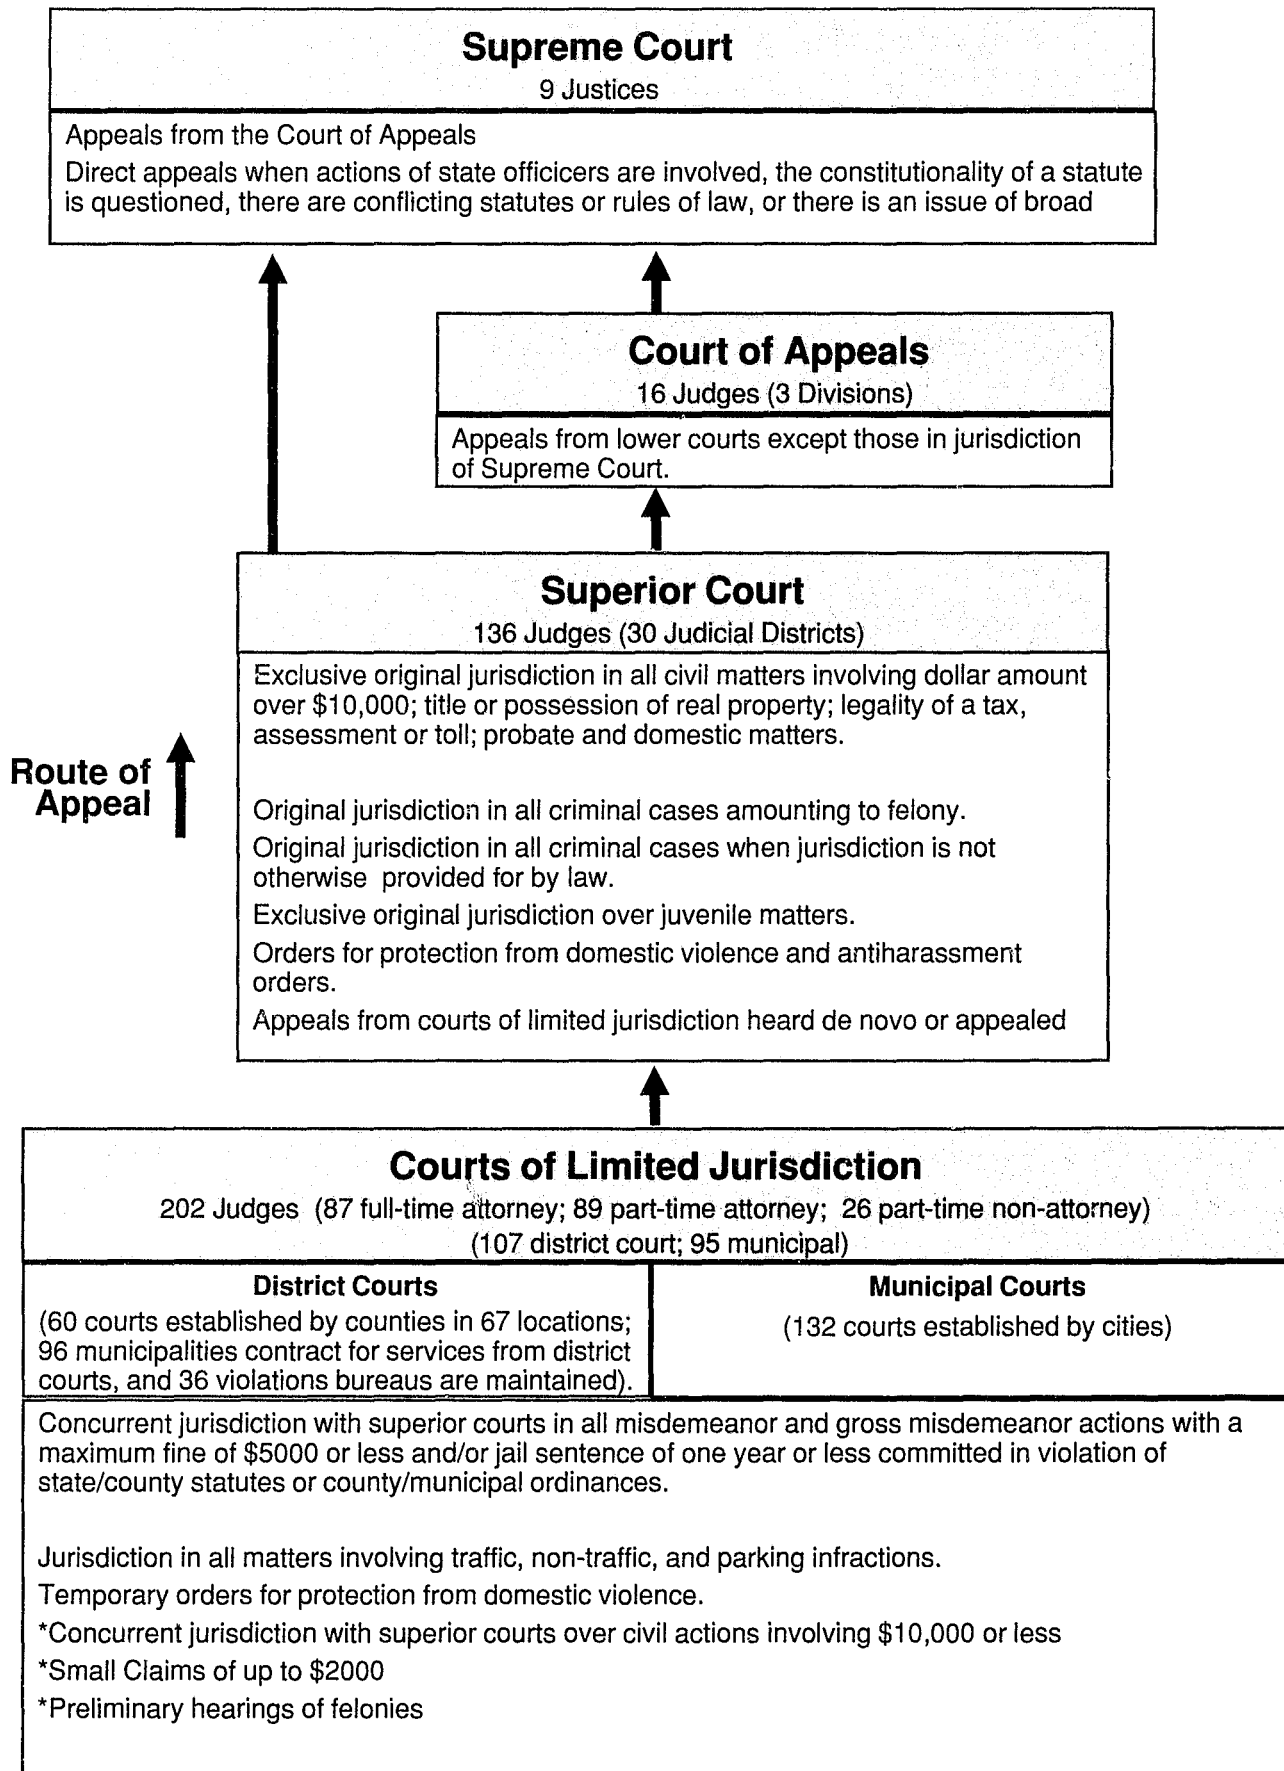 Supreme Court
9 Justices
Appeals from the Court of Appeals
Direct appeals when actions of state officicers are involved, the constitutionality of a statute
is questioned, there are conflicting statutes or rules of law, or there is an issue of broad
Court of Appeals
16 Judges (3 Divisions)
Appeals from lower courts except those in jurisdiction
of Supreme Court.
Superior Court
136 Judges (30 Judicial Districts)
Exclusive original jurisdiction in all civil matters involving dollar amount
over $10,000; title or possession of real property; legality of a tax,
assessment or toll; probate and domestic matters.
Original jurisdiction in all criminal cases amounting to felony.
Original jurisdiction in all criminal cases when jurisdiction is not
otherwise provided for by law.
Exclusive original jurisdiction over juvenile matters.
Orders for protection from domestic violence and antiharassment
orders.
Appeals from courts of limited jurisdiction heard de novo or appealed
Route of
Appeal
Courts of Limited Jurisdiction
202 Judges (87 full-time attorney; 89 part-time attorney; 26 part-time non-attorney)
(107 district court; 95 municipal)
District Courts
(60 courts established by counties in 67 locations;
96 municipalities contract for services from district
courts, and 36 violations bureaus are maintained).
Municipal Courts
(132 courts established by cities)
Concurrent jurisdiction with superior courts in all misdemeanor and gross misdemeanor actions with a
maximum fine of $5000 or less and/or jail sentence of one year or less committed in violation of
state/county statutes or county/municipal ordinances.
Jurisdiction in all matters involving traffic, non-traffic, and parking infractions.
Temporary orders for protection from domestic violence.
*Concurrent jurisdiction with superior courts over civil actions involving $10,000 or less
*Small Claims of up to $2000
*Preliminary hearings of felonies